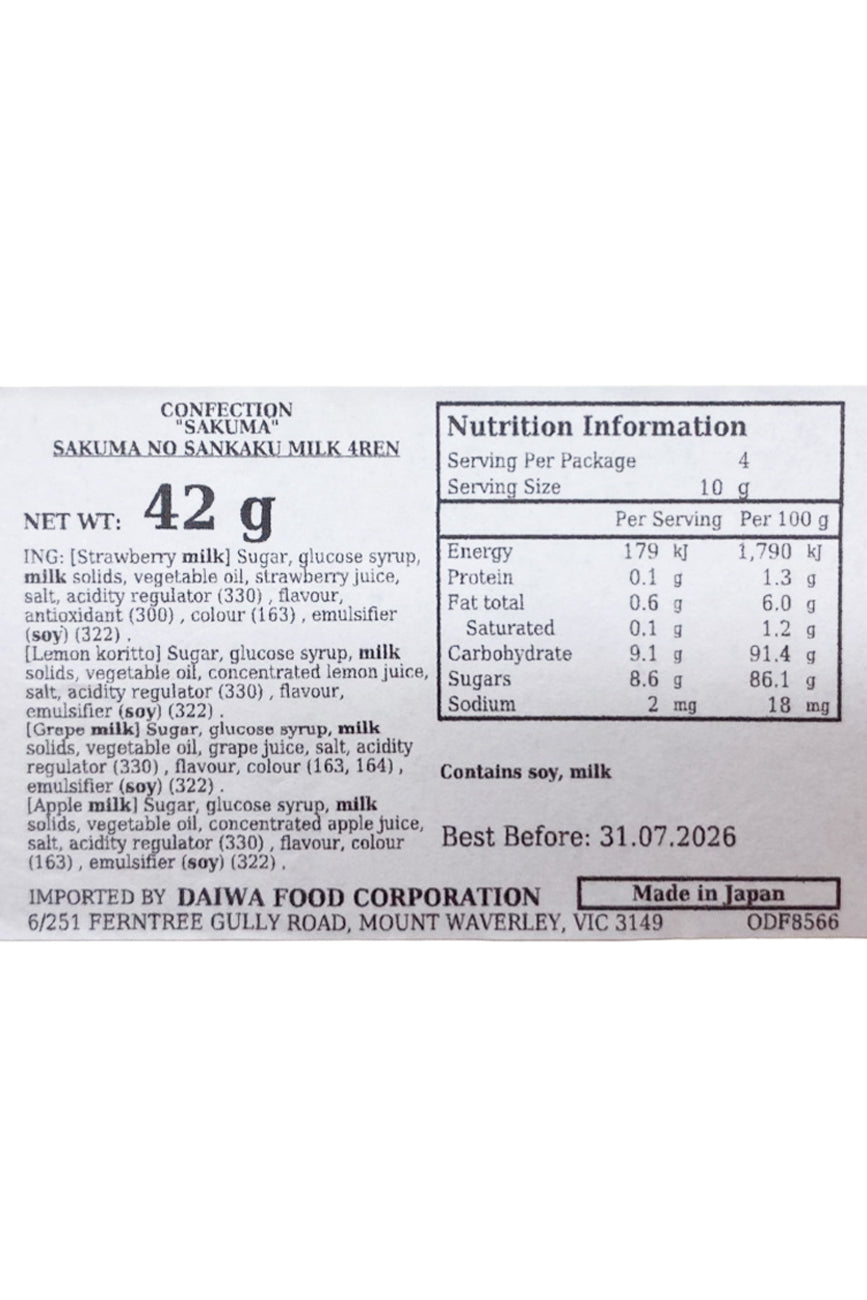 CONFECTION
"SAKUMA"
SAKUMA NO SANKAKU MILK 4REN
NET WT: 42 g
ING: [Strawberry milk] Sugar, glucose syrup,
milk solids, vegetable oil, strawberry juice,
salt, acidity regulator (330) , flavour,
antioxidant (300) , colour (163) , emulsifier
(soy) (322) .
[Lemon koritto] Sugar, glucose syrup, milk
solids, vegetable oil, concentrated lemon juice,
salt, acidity regulator (330) , flavour,
emulsifier (soy) (322) .
[Grape milk] Sugar, glucose syrup, milk
solids, vegetable oil, grape juice, salt, acidity
regulator (330) , flavour, colour (163, 164) ,
emulsifier (soy) (322) .
[Apple milk] Sugar, glucose syrup, milk
solids, vegetable oil, concentrated apple juice,
salt, acidity regulator (330) , flavour, colour
(163) , emulsifier (soy) (322) .
Nutrition Information
Serving Per Package 4
Serving Size 10 g
Per Serving Per 100 g
Energy 179 kJ 1,790 kJ
Protein 0.1 g 1.3 g
Fat total 0.6 g 6.0 g
Saturated 0.1 g 1.2 g
Carbohydrate 9.1 g 91.4 g
Sugars 8.6 g 86.1 g
Sodium 2 mg 18 mg
Contains soy, milk
Best Before: 31.07.2026
IMPORTED BY DAIWA FOOD CORPORATION Made in Japan
6/251 FERNTREE GULLY ROAD, MOUNT WAVERLEY, VIC 3149 ODF8566